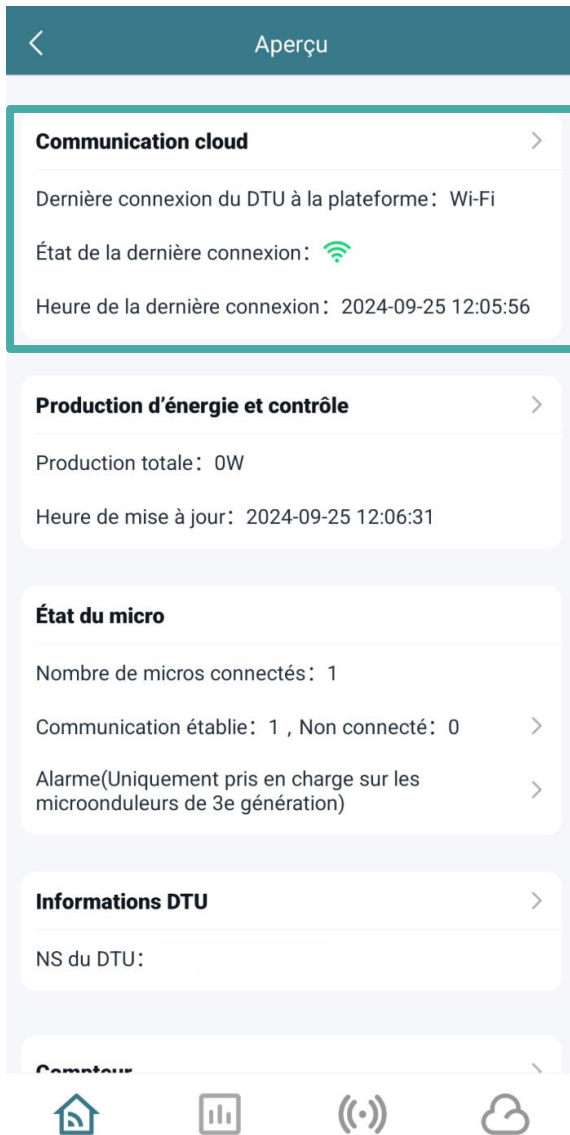 Aperçu
Communication cloud
Dernière connexion du DTU à la plateforme： Wi-Fi
État de la dernière connexion：
Heure de la dernière connexion：2024-09-25 12:05:56
Production d’énergie et contrôle
Production totale：0W
Heure de mise à jour：2024-09-25 12:06:31
État du micro
Nombre de micros connectés：1
Communication établie：1 , Non connecté：0
Alarme(Uniquement pris en charge sur les
microonduleurs de 3e génération)
Informations DTU
NS du DTU：
Compteur